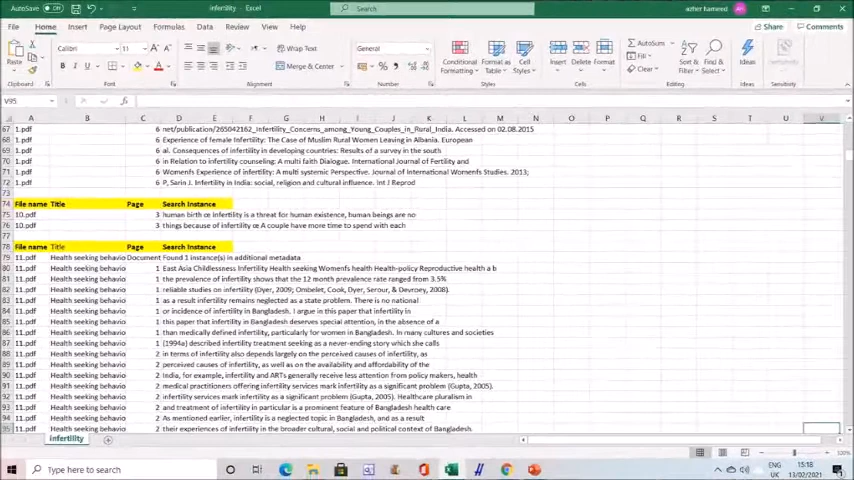 AutoSave Off infertility - Excel Search azher hameed
File Home Insert Page Layout Formulas Data Review View Help Share Comments
Calibri 11 Wrap Text General AutoSum
Paste Merge & Center Conditional Formatting Format as Table Cell Styles Insert Delete Format Fill Clear Sort & Filter Find & Select Ideas Sensitivity
Clipboard Font Alignment Number Styles Cells Editing Ideas Sensitivity
V95 fx
A B C D E F G H I J K L M N O P Q R S T U V
67 1.pdf 6 net/publication/265042162_Infertility_Concerns_among_Young_Couples_in_Rural_India. Accessed on 02.08.2015
68 1.pdf 6 Experience of female Infertility: The Case of Muslim Rural Women Leaving in Albania. European
69 1.pdf 6 al. Consequences of infertility in developing countries: Results of a survey in the south
70 1.pdf 6 in Relation to infertility counseling: A multi faith Dialogue. International Journal of Fertility and
71 1.pdf 6 Womenfs Experience of infertility: A multi systemic Perspective. Journal of International Womenfs Studies. 2013;
72 1.pdf 6 P, Sarin J. Infertility in India: social, religion and cultural influence. Int J Reprod
73
74 File name Title Page Search Instance
75 10.pdf 3 human birth œ Infertility is a threat for human existence, human beings are no
76 10.pdf 3 things because of infertility œ A couple have more time to spend with each
77
78 File name Title Page Search Instance
79 11.pdf Health seeking behavio Document Found 1 instance(s) in additional metadata
80 11.pdf Health seeking behavio 1 East Asia Childlessness Infertility Health seeking Womenfs health Health-policy Reproductive health a b
81 11.pdf Health seeking behavio 1 the prevalence of infertility shows that the 12 month prevalence rate ranged from 3.5%
82 11.pdf Health seeking behavio 1 reliable studies on infertility (Dyer, 2009; Ombelet, Cook, Dyer, Serour, & Devroey, 2008).
83 11.pdf Health seeking behavio 1 as a result infertility remains neglected as a state problem. There is no national
84 11.pdf Health seeking behavio 1 or incidence of infertility in Bangladesh. I argue in this paper that infertility in
85 11.pdf Health seeking behavio 1 this paper that infertility in Bangladesh deserves special attention, in the absence of a
86 11.pdf Health seeking behavio 1 than medically defined infertility, particularly for women in Bangladesh. In many cultures and societies
87 11.pdf Health seeking behavio 1 (1994a) described infertility treatment seeking as a never-ending story which she calls
88 11.pdf Health seeking behavio 2 in terms of infertility also depends largely on the perceived causes of infertility, as
89 11.pdf Health seeking behavio 2 perceived causes of infertility, as well as on the availability and affordability of the
90 11.pdf Health seeking behavio 2 India, for example, infertility and ARTs generally receive less attention from policy makers, health
91 11.pdf Health seeking behavio 2 medical practitioners offering infertility services mark infertility as a significant problem (Gupta, 2005).
92 11.pdf Health seeking behavio 2 infertility services mark infertility as a significant problem (Gupta, 2005). Healthcare pluralism in
93 11.pdf Health seeking behavio 2 and treatment of infertility in particular is a prominent feature of Bangladesh health care
94 11.pdf Health seeking behavio 2 As mentioned earlier, infertility is a neglected topic in Bangladesh, and as a result
95 11.pdf Health seeking behavio 2 their experiences of infertility in the broader cultural, social and political context of Bangladesh.
infertility
100%
Type here to search
ENG 15:18
UK 13/02/2021